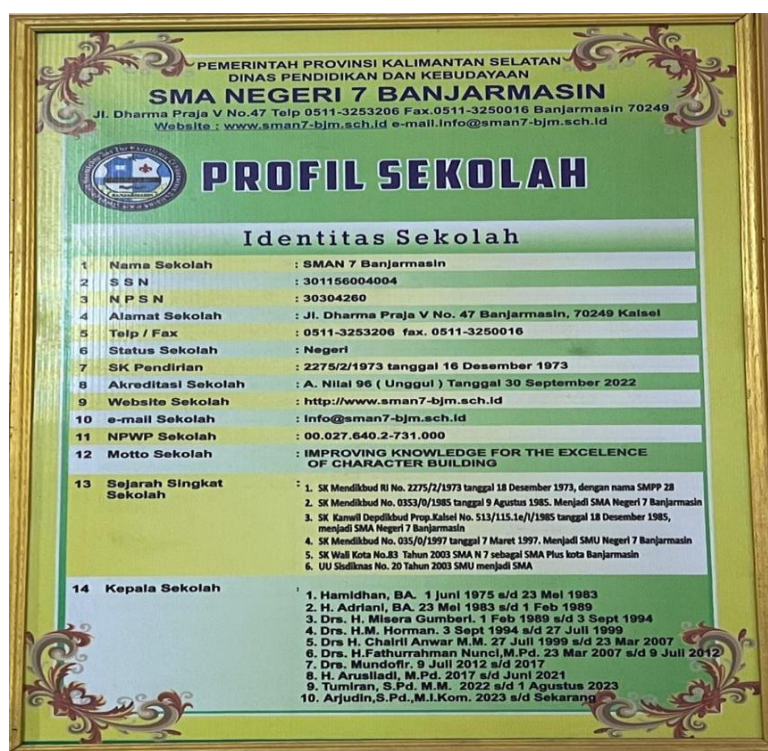 PEMERINTAH PROVINSI KALIMANTAN SELATAN
DINAS PENDIDIKAN DAN KEBUDAYAAN
SMA NEGERI 7 BANJARMASIN
Jl. Dharma Praja V No.47 Telp 0511-3253206 Fax.0511-3250016 Banjarmasin 70249
Website : www.sman7-bjm.sch.id e-mail.info@sman7-bjm.sch.id
PROFIL SEKOLAH
Identitas Sekolah
1 Nama Sekolah : SMAN 7 Banjarmasin
2 S S N : 301156004004
3 N P S N : 30304260
4 Alamat Sekolah : Jl. Dharma Praja V No. 47 Banjarmasin, 70249 Kalsel
5 Telp / Fax : 0511-3253206 fax. 0511-3250016
6 Status Sekolah : Negeri
7 SK Pendirian : 2275/2/1973 tanggal 16 Desember 1973
8 Akreditasi Sekolah : A. Nilai 96 ( Unggul ) Tanggal 30 September 2022
9 Website Sekolah : http://www.sman7-bjm.sch.id
10 e-mail Sekolah : info@sman7-bjm.sch.id
11 NPWP Sekolah : 00.027.640.2-731.000
12 Motto Sekolah : IMPROVING KNOWLEDGE FOR THE EXCELENCE
OF CHARACTER BUILDING
13 Sejarah Singkat
Sekolah :
1. SK Mendikbud RI No. 2275/2/1973 tanggal 18 Desember 1973, dengan nama SMPP 28
2. SK Mendikbud No. 0353/0/1985 tanggal 9 Agustus 1985. Menjadi SMA Negeri 7 Banjarmasin
3. SK Kanwil Depdikbud Prop.Kalsel No. 513/115.1e/I/1985 tanggal 18 Desember 1985,
menjadi SMA Negeri 7 Banjarmasin
4. SK Mendikbud No. 035/0/1997 tanggal 7 Maret 1997. Menjadi SMU Negeri 7 Banjarmasin
5. SK Wali Kota No.83 Tahun 2003 SMA N 7 sebagai SMA Plus kota Banjarmasin
6. UU Sisdiknas No. 20 Tahun 2003 SMU menjadi SMA
14 Kepala Sekolah :
1. Hamidhan, BA. 1 juni 1975 s/d 23 Mei 1983
2. H. Adriani, BA. 23 Mei 1983 s/d 1 Feb 1989
3. Drs. H. Misera Gumberi. 1 Feb 1989 s/d 3 Sept 1994
4. Drs. H.M. Horman. 3 Sept 1994 s/d 27 Juli 1999
5. Drs H. Chairil Anwar M.M. 27 Juli 1999 s/d 23 Mar 2007
6. Drs. H.Fathurrahman Nunci,M.Pd. 23 Mar 2007 s/d 9 Juli 2012
7. Drs. Mundofir. 9 Juli 2012 s/d 2017
8. H. Arusliadi, M.Pd. 2017 s/d Juni 2021
9. Tumiran, S.Pd. M.M. 2022 s/d 1 Agustus 2023
10. Arjudin,S.Pd.,M.I.Kom. 2023 s/d Sekarang